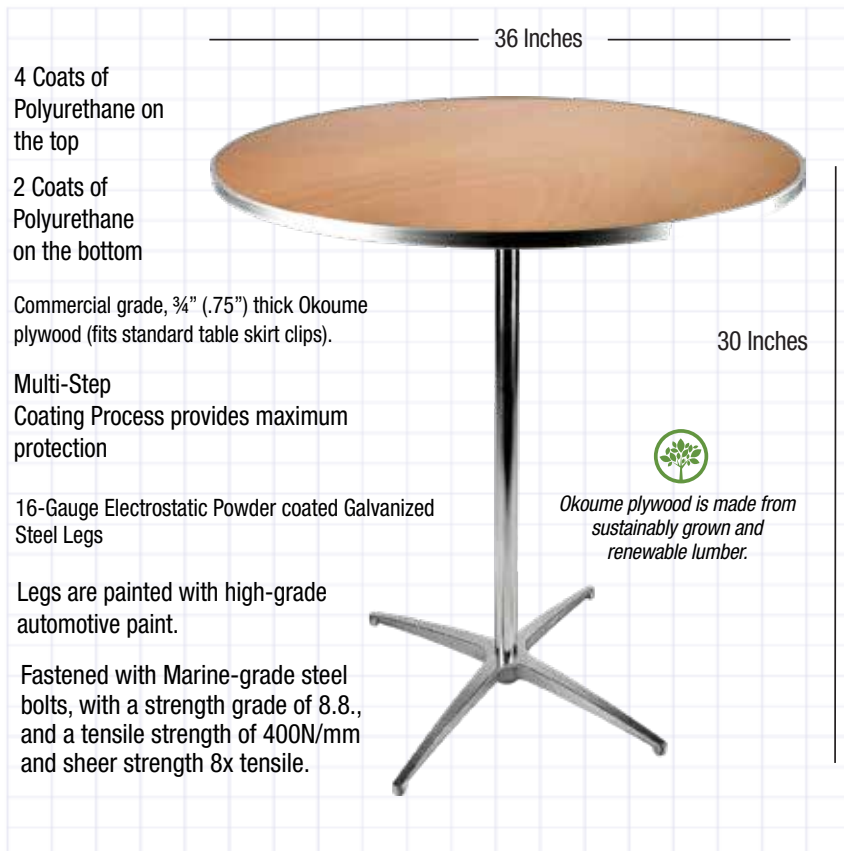 36 Inches
4 Coats of
Polyurethane on
the top
2 Coats of
Polyurethane
on the bottom
Commercial grade, ¾” (.75”) thick Okoume
plywood (fits standard table skirt clips).
30 Inches
Multi-Step
Coating Process provides maximum
protection
16-Gauge Electrostatic Powder coated Galvanized
Steel Legs
Okoume plywood is made from
sustainably grown and
renewable lumber.
Legs are painted with high-grade
automotive paint.
Fastened with Marine-grade steel
bolts, with a strength grade of 8.8.,
and a tensile strength of 400N/mm
and sheer strength 8x tensile.